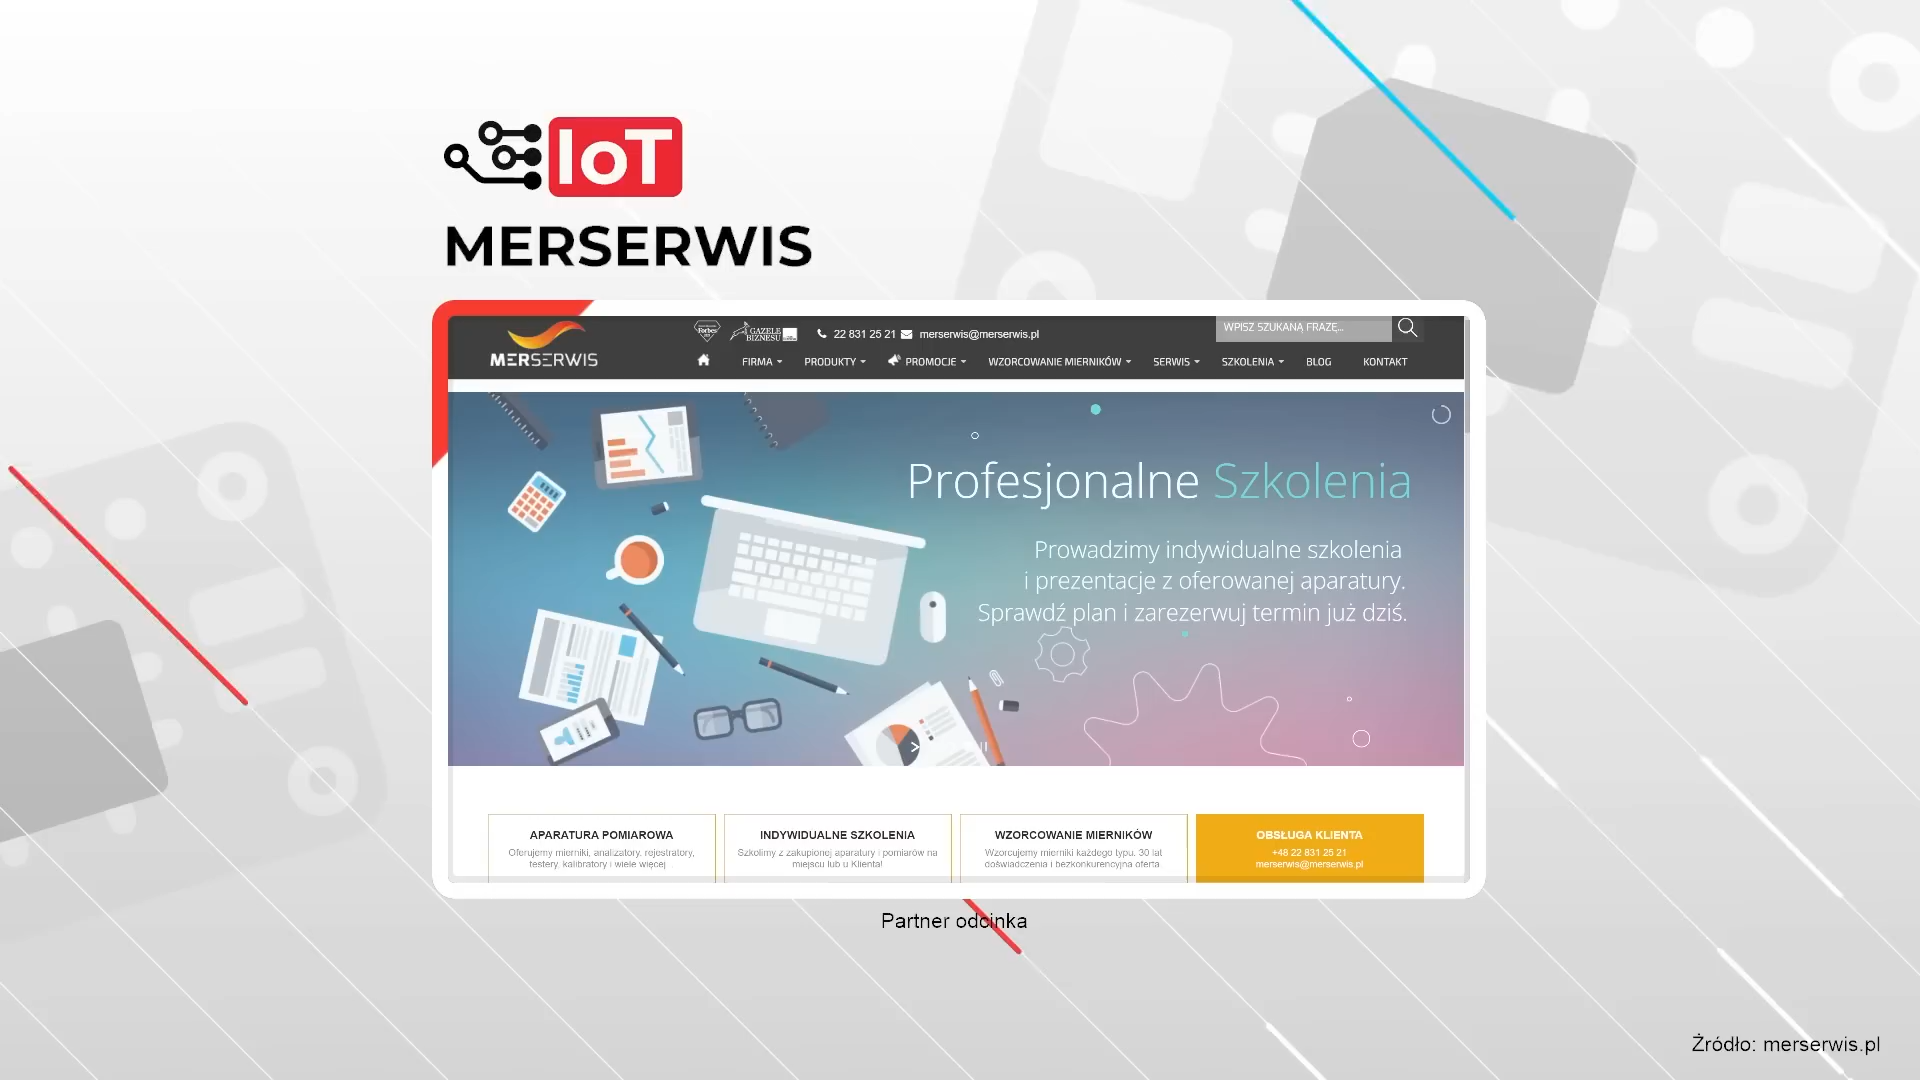 IoT
MERSERWIS
MERSERWIS
Forbes
GAZELE
BIZNESU
22 831 25 21
merserwis@merserwis.pl
WPISZ SZUKANĄ FRAZĘ...
FIRMA
PRODUKTY
PROMOCJE
WZORCOWANIE MIERNIKÓW
SERWIS
SZKOLENIA
BLOG
KONTAKT
Profesjonalne Szkolenia
Prowadzimy indywidualne szkolenia
i prezentacje z oferowanej aparatury.
Sprawdź plan i zarezerwuj termin już dziś.
APARATURA POMIAROWA
Oferujemy mierniki, analizatory, rejestratory,
testery, kalibratory i wiele więcej...
INDYWIDUALNE SZKOLENIA
Szkolimy z zakupionej aparatury i pomiarów na
miejscu lub u Klienta!
WZORCOWANIE MIERNIKÓW
Wzorcujemy mierniki każdego typu. 30 lat
doświadczenia i bezkonkurencyjna oferta
OBSŁUGA KLIENTA
+48 22 831 25 21
merserwis@merserwis.pl
Partner odcinka
Źródło: merserwis.pl